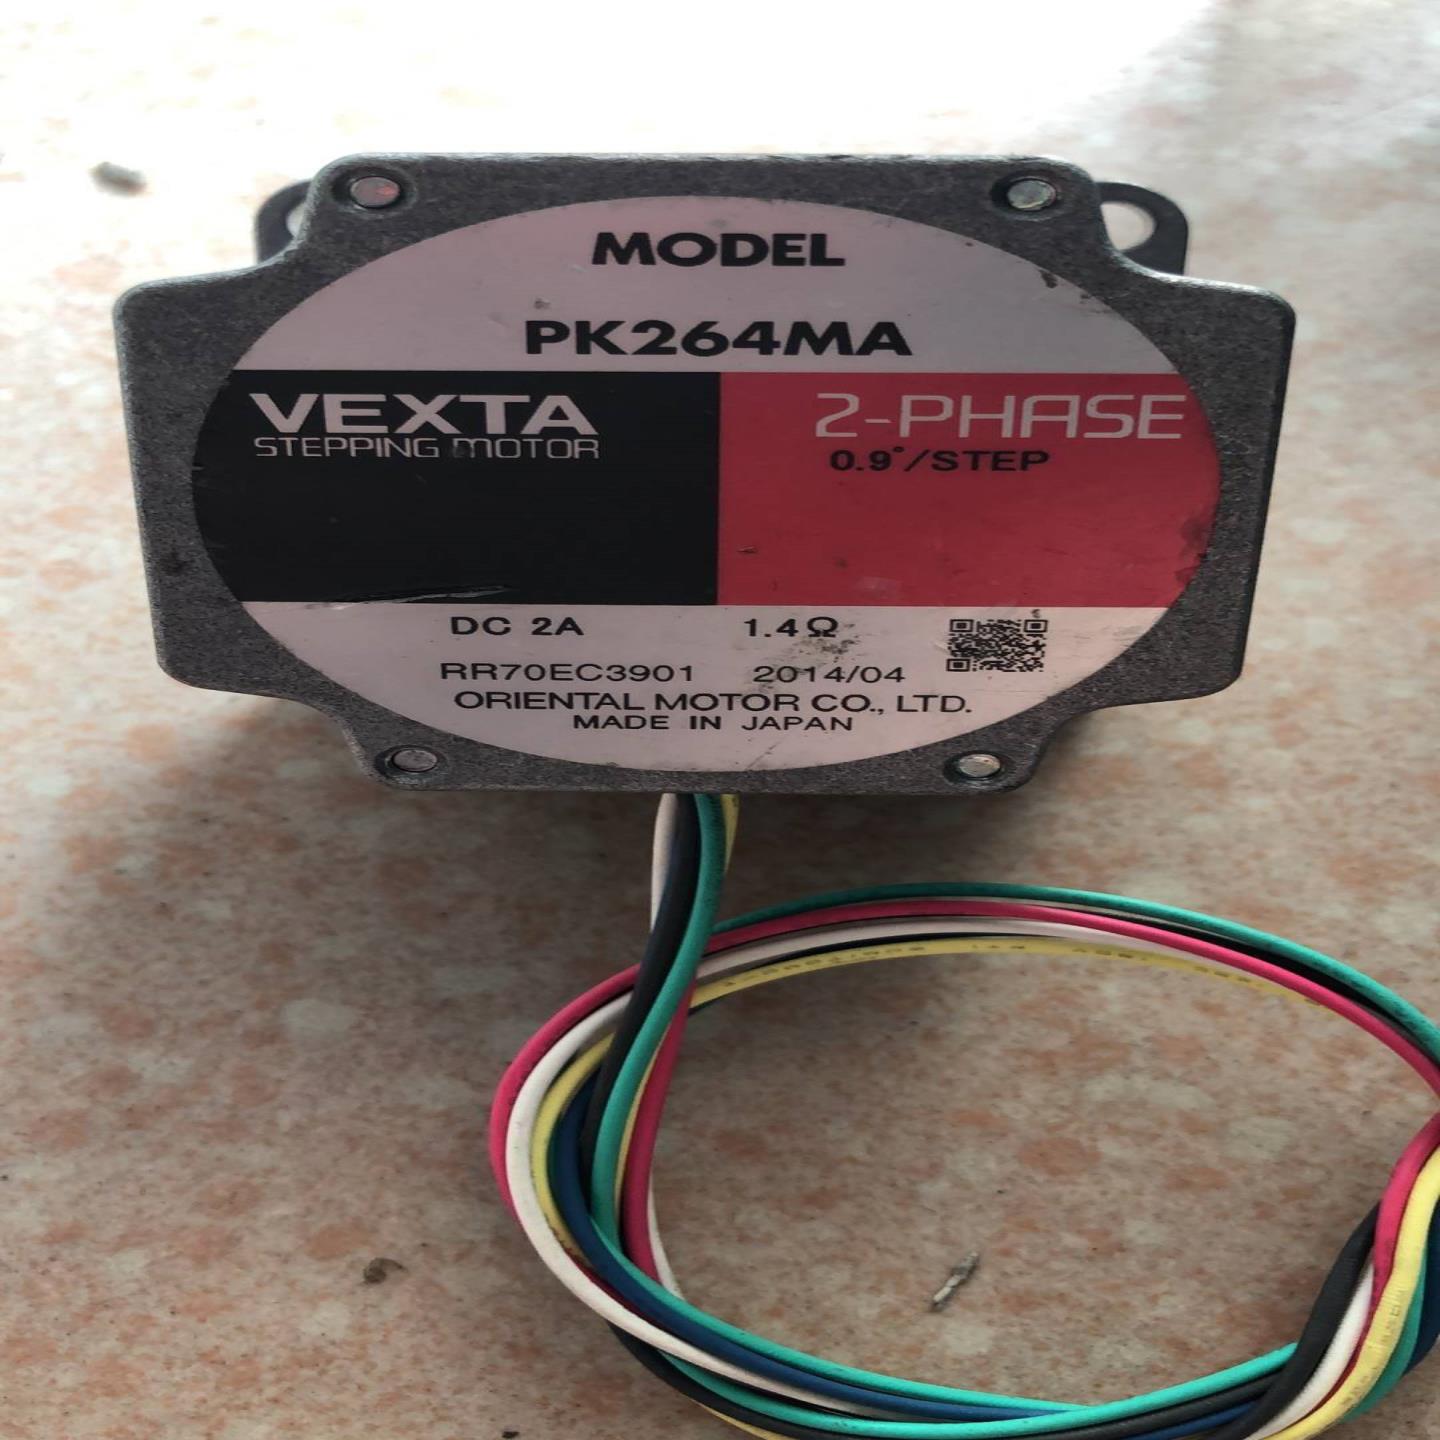 MODEL
PK264MA
VEXTA
STEPPING MOTOR
2-PHASE
0.9°/STEP
DC 2A 1.4Ω
RR70EC3901 2014/04
ORIENTAL MOTOR CO., LTD.
MADE IN JAPAN